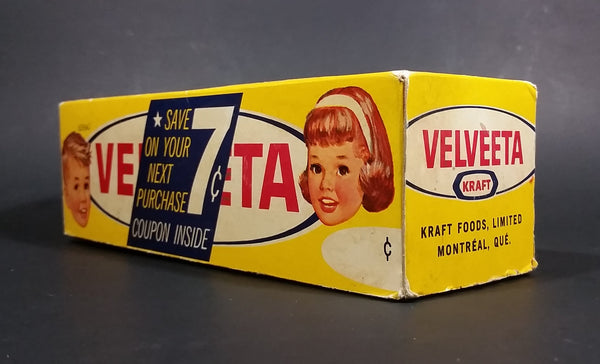 VE ETA
★ SAVE
ON YOUR
NEXT
PURCHASE
7¢
COUPON INSIDE
¢
VELVEETA
KRAFT
KRAFT FOODS, LIMITED
MONTRÉAL, QUÉ.